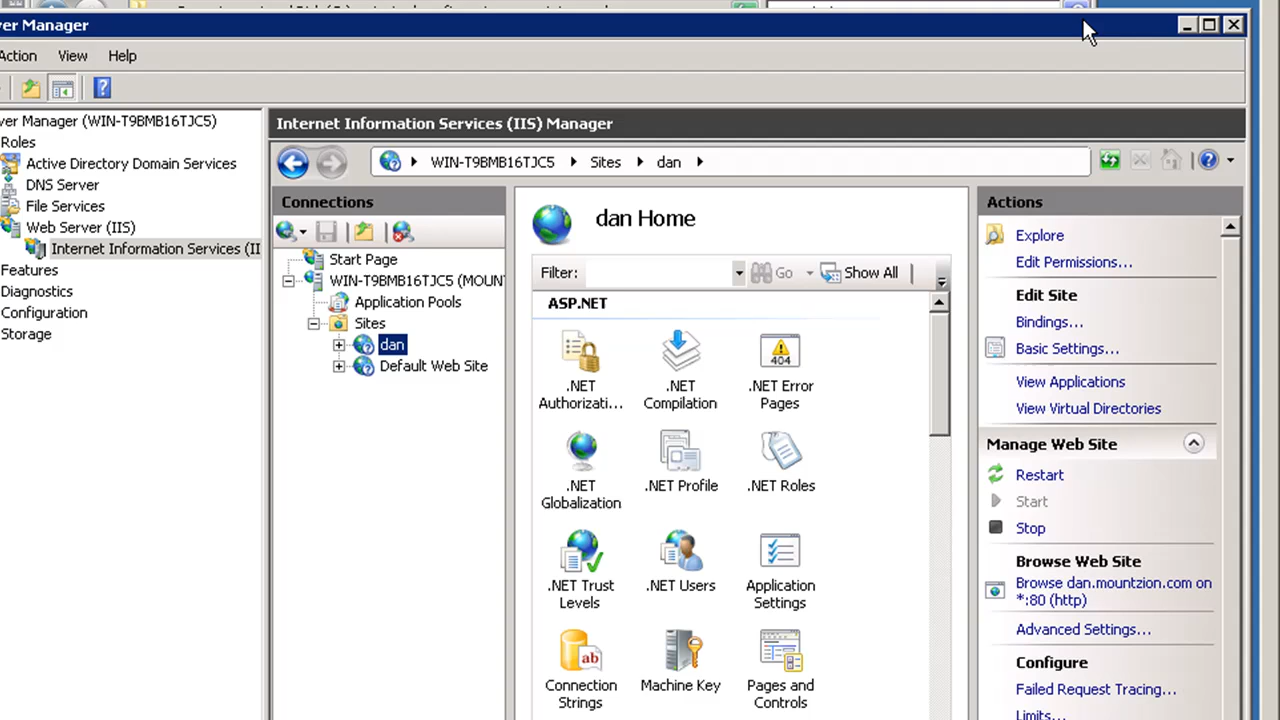 ver Manager
Action View Help
ver Manager (WIN-T9BMB16TJC5)
Roles
Active Directory Domain Services
DNS Server
File Services
Web Server (IIS)
Internet Information Services (II
Features
Diagnostics
Configuration
Storage
Internet Information Services (IIS) Manager
WIN-T9BMB16TJC5 Sites dan
Connections
Start Page
WIN-T9BMB16TJC5 (MOUN
Application Pools
Sites
dan
Default Web Site
dan Home
Filter: Go Show All
ASP.NET
.NET Authorizati...
.NET Compilation
404
.NET Error Pages
.NET Globalization
.NET Profile
.NET Roles
.NET Trust Levels
.NET Users
Application Settings
ab
Connection Strings
Machine Key
Pages and Controls
Actions
Explore
Edit Permissions...
Edit Site
Bindings...
Basic Settings...
View Applications
View Virtual Directories
Manage Web Site
Restart
Start
Stop
Browse Web Site
Browse dan.mountzion.com on
*:80 (http)
Advanced Settings...
Configure
Failed Request Tracing...
Limits...